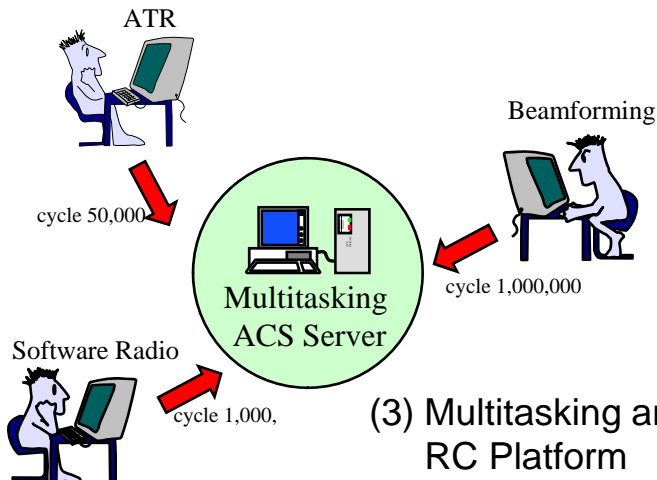 ATR
Beamforming
cycle 50,000
cycle 1,000,000
Multitasking
ACS Server
Software Radio
cycle 1,000,
(3) Multitasking
RC Platform